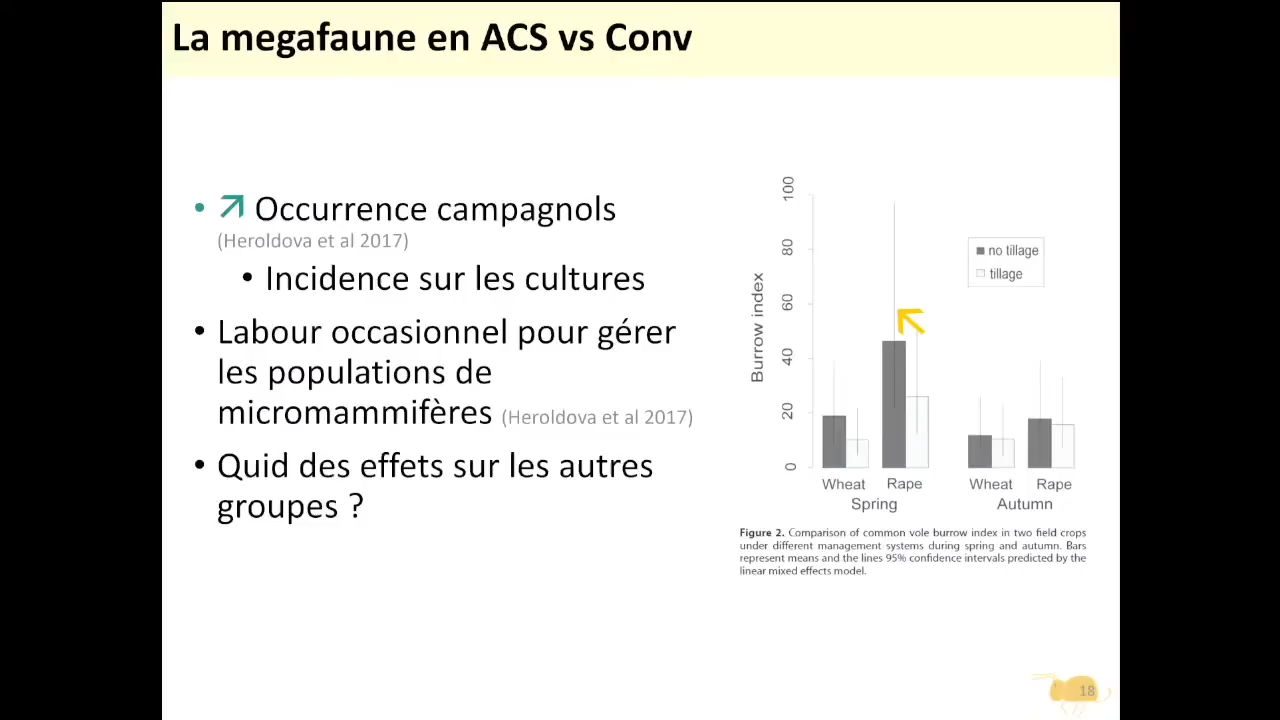 La megafaune en ACS vs Conv
• Occurrence campagnols
(Heroldova et al 2017)
• Incidence sur les cultures
• Labour occasionnel pour gérer
les populations de
micromammifères (Heroldova et al 2017)
• Quid des effets sur les autres
groupes ?
Burrow index
100
80
60
40
20
0
no tillage
tillage
Wheat Rape Wheat Rape
Spring Autumn
Figure 2. Comparison of common vole burrow index in two field crops
under different management systems during spring and autumn. Bars
represent means and the lines 95% confidence intervals predicted by the
linear mixed effects model.
18